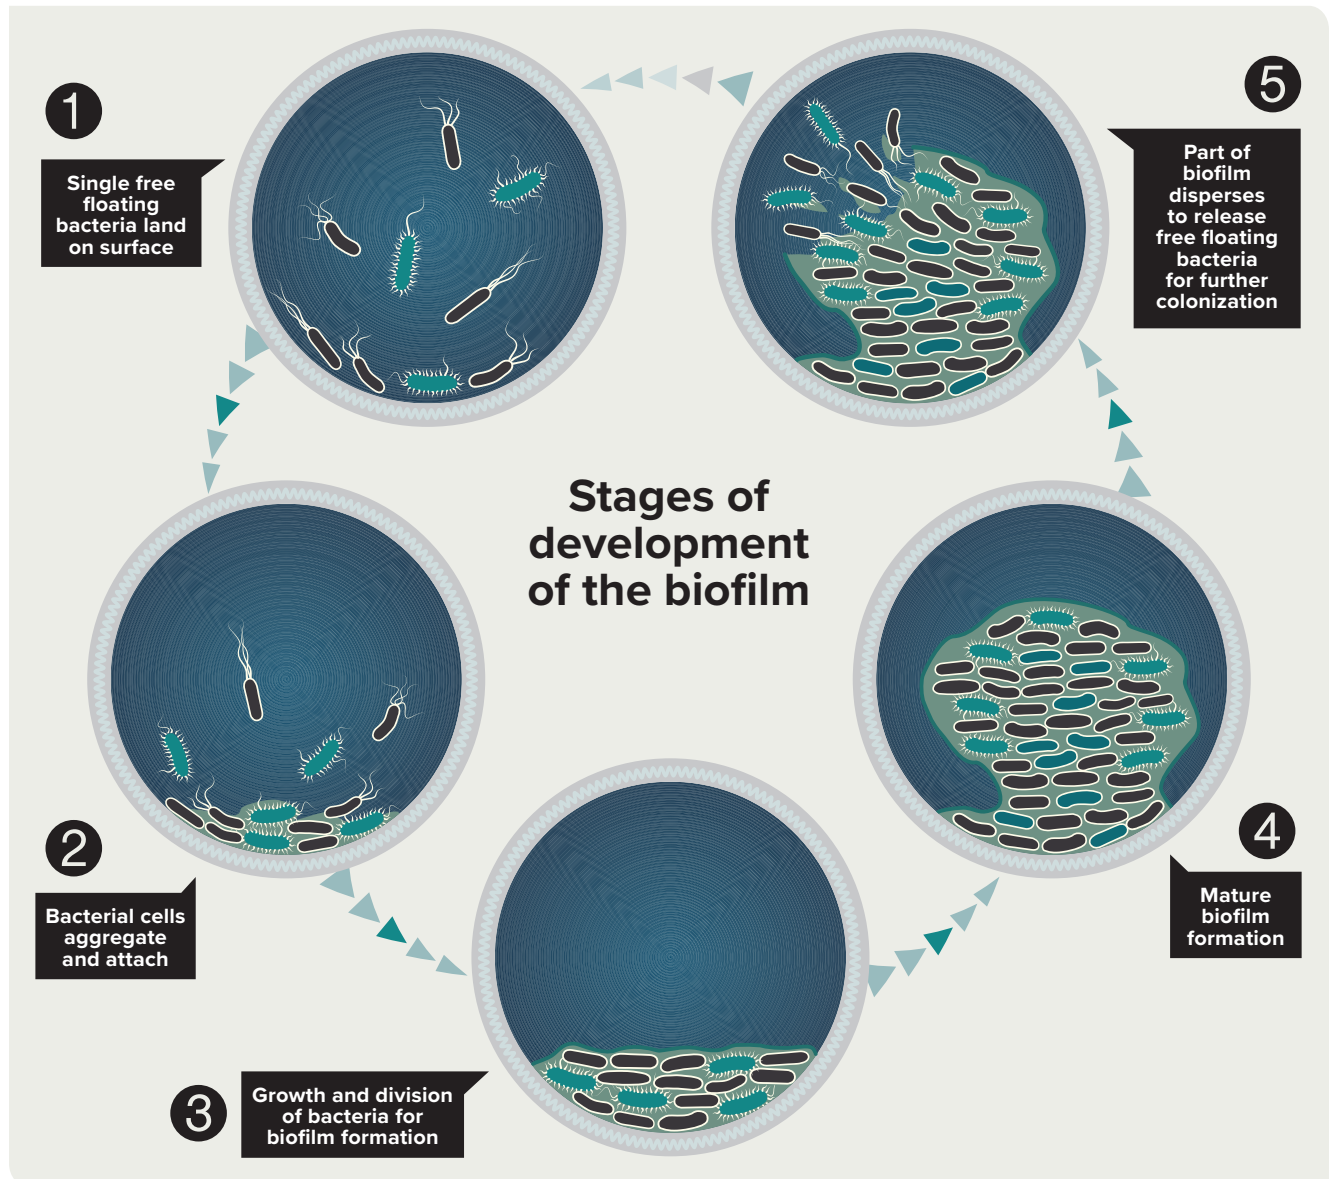 Stages of
development
of the biofilm
1
Single free
floating
bacteria land
on surface
2
Bacterial cells
aggregate
and attach
3
Growth and division
of bacteria for
biofilm formation
4
Mature
biofilm
formation
5
Part of
biofilm
disperses
to release
free floating
bacteria
for further
colonization